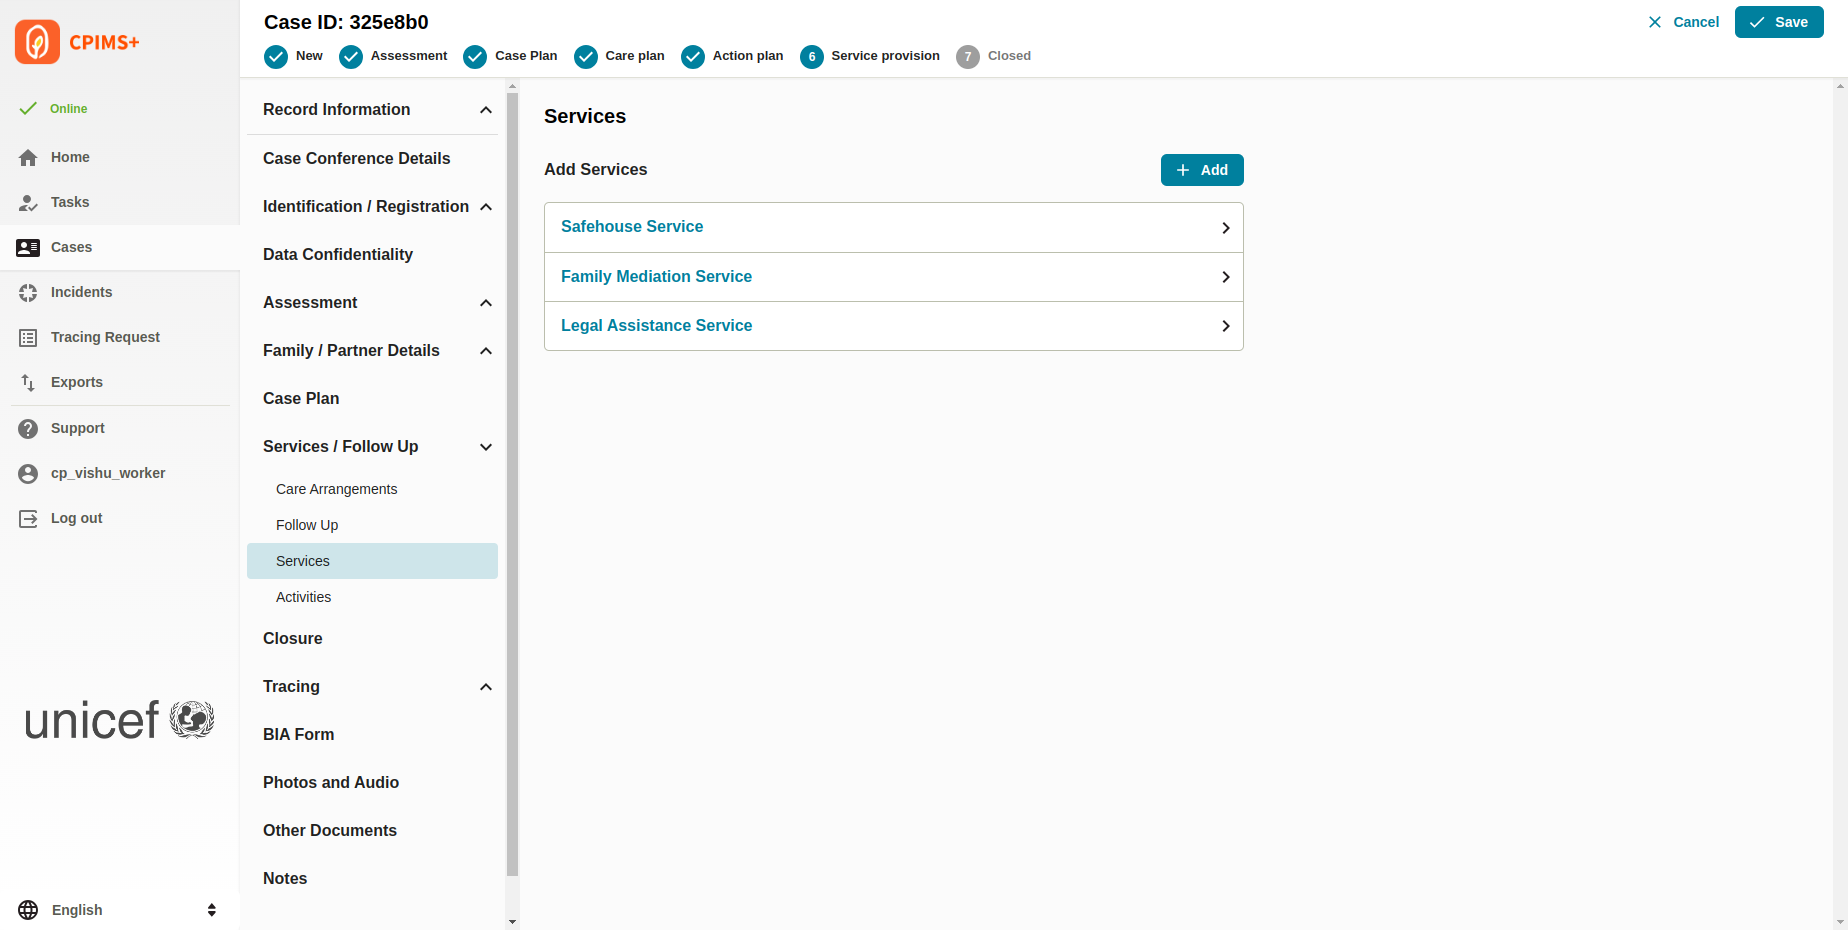 CPIMS+
Online
Home
Tasks
Cases
Incidents
Tracing Request
Exports
Support
cp_vishu_worker
Log out
unicef
English
Case ID: 325e8b0
Cancel
Save
New
Assessment
Case Plan
Care plan
Action plan
6 Service provision
7 Closed
Record Information
Case Conference Details
Identification / Registration
Data Confidentiality
Assessment
Family / Partner Details
Case Plan
Services / Follow Up
Care Arrangements
Follow Up
Services
Activities
Closure
Tracing
BIA Form
Photos and Audio
Other Documents
Notes
Services
Add Services
Add
Safehouse Service
Family Mediation Service
Legal Assistance Service